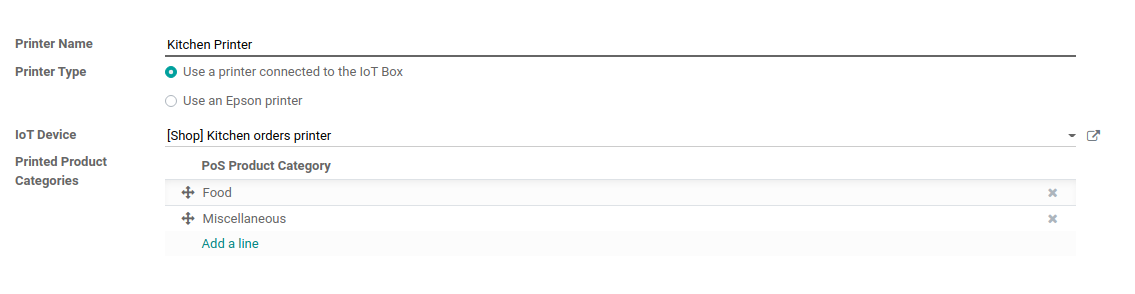 Printer Name Kitchen Printer
Printer Type Use a printer connected to the IoT Box
Use an Epson printer
IoT Device [Shop] Kitchen orders printer
Printed Product Categories
PoS Product Category
Food
Miscellaneous
Add a line